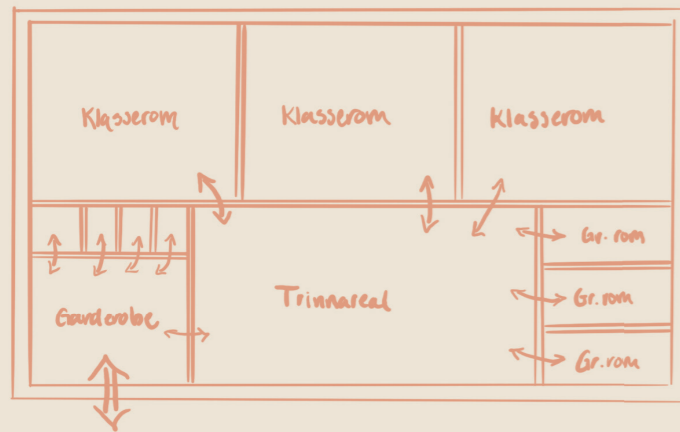 Klasserom
Klasserom
Klasserom
Gr.rom
Trinnareal
Gr.rom
Garderobe
Gr.rom